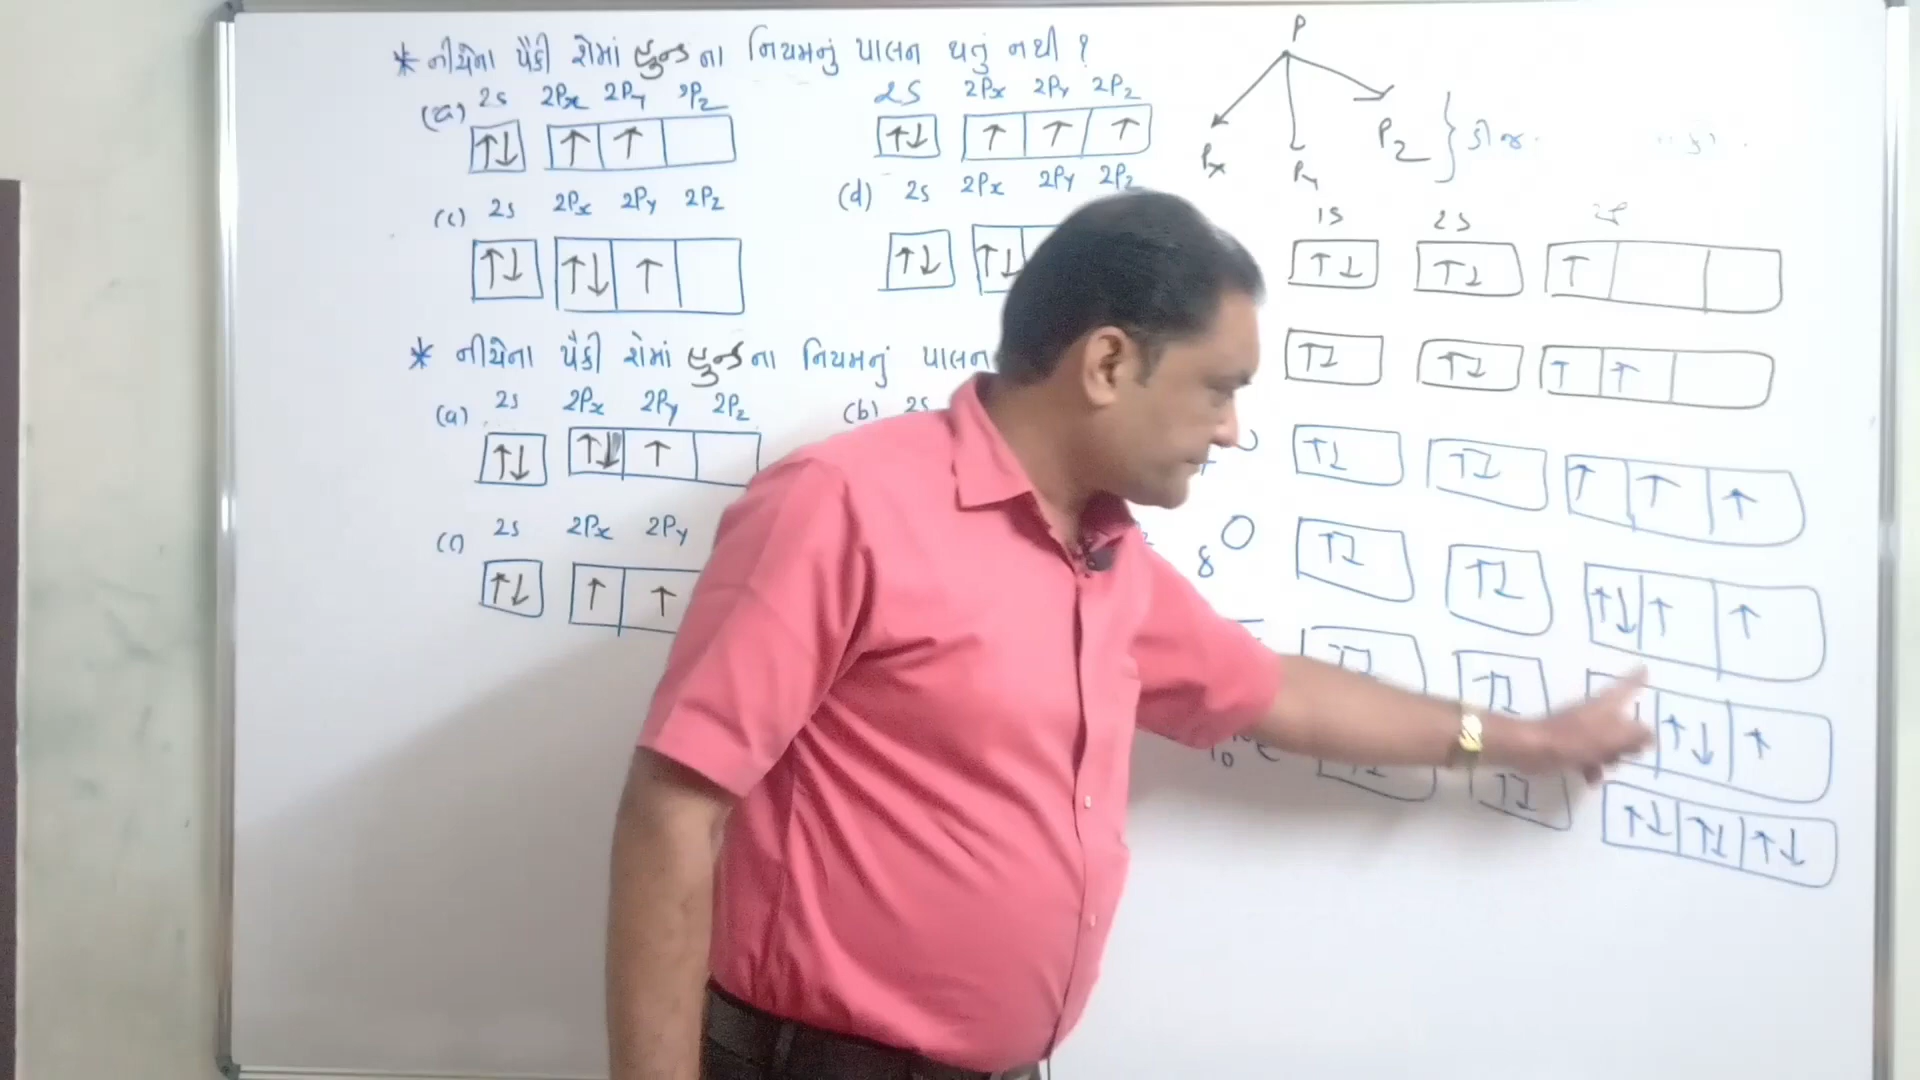 * નીચેના પૈકી શેમાં હુન્ડ ના નિયમનું પાલન થતું નથી ?
(a) 2s 2Px 2Py 2Pz
↑↓ ↑ ↑
2S 2Px 2Py 2Pz
↑↓ ↑ ↑ ↑
(c) 2s 2Px 2Py 2Pz
↑↓ ↑↓ ↑
(d) 2s 2Px 2Py 2Pz
↑↓ ↑↓
* નીચેના પૈકી શેમાં હુન્ડના નિયમનું પાલન
(a) 2s 2Px 2Py 2Pz
↑↓ ↑↓ ↑
(b) 2s
(c) 2s 2Px 2Py
↑↓ ↑ ↑
P
Px Py Pz
1s 2s
↑↓ ↑↓ ↑
↑↓ ↑↓ ↑ ↑
↑↓ ↑↓ ↑ ↑ ↑
8 O ↑↓ ↑↓ ↑↓ ↑ ↑
↑↓ ↑↓ ↑↓ ↑
10 ↑↓ ↑↓ ↑↓ ↑↓ ↑↓